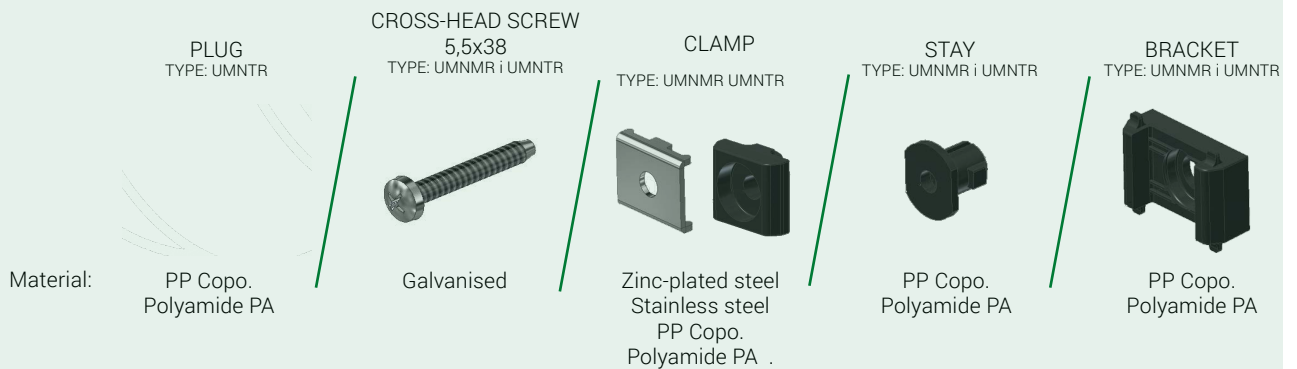 PLUG
TYPE: UMNTR
CROSS-HEAD SCREW
5,5x38
TYPE: UMNMR i UMNTR
CLAMP
TYPE: UMNMR UMNTR
STAY
TYPE: UMNMR i UMNTR
BRACKET
TYPE: UMNMR i UMNTR
Material:
PP Copo.
Polyamide PA
Galvanised
Zinc-plated steel
Stainless steel
PP Copo.
Polyamide PA .
PP Copo.
Polyamide PA
PP Copo.
Polyamide PA